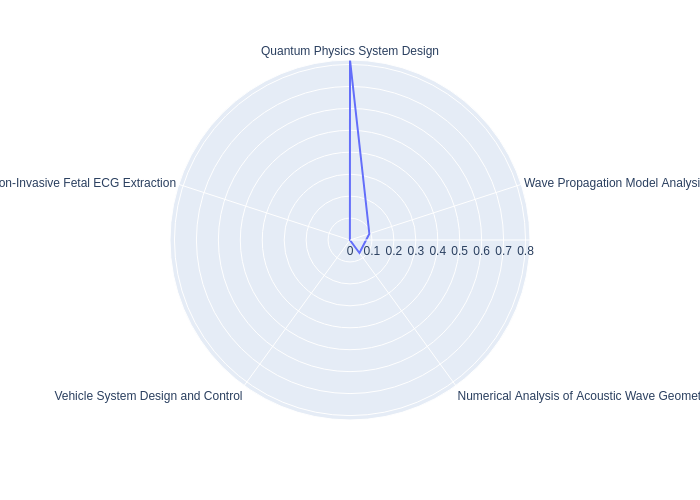 Quantum Physics System Design
on-Invasive Fetal ECG Extraction
Wave Propagation Model Analysi
0 0.1 0.2 0.3 0.4 0.5 0.6 0.7 0.8
Vehicle System Design and Control
Numerical Analysis of Acoustic Wave Geomet